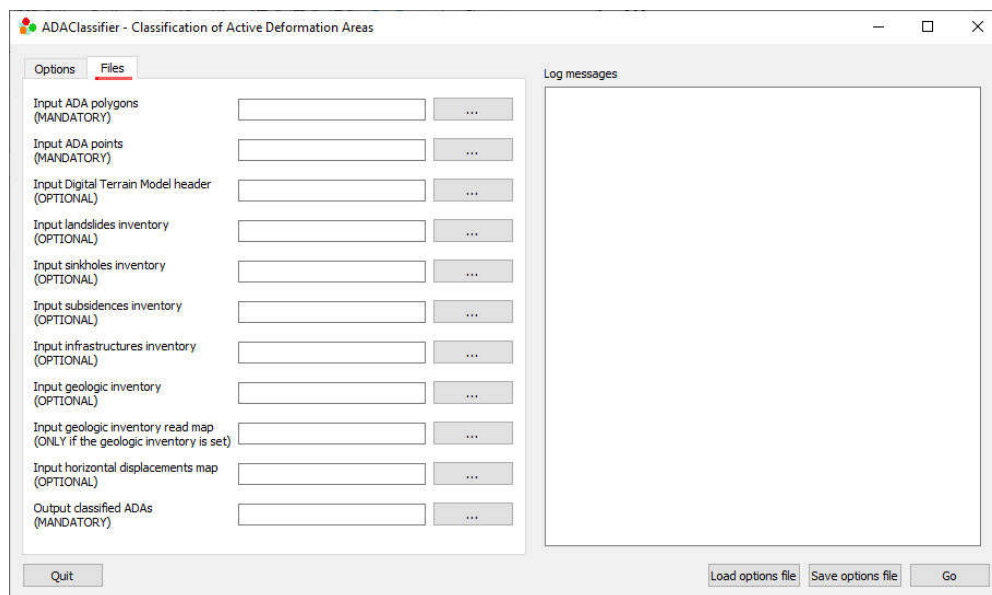 ADAClassifier - Classification of Active Deformation Areas
Options Files
Log messages
Input ADA polygons
(MANDATORY)
...
Input ADA points
(MANDATORY)
...
Input Digital Terrain Model header
(OPTIONAL)
...
Input landslides inventory
(OPTIONAL)
...
Input sinkholes inventory
(OPTIONAL)
...
Input subsidences inventory
(OPTIONAL)
...
Input infrastructures inventory
(OPTIONAL)
...
Input geologic inventory
(OPTIONAL)
...
Input geologic inventory read map
(ONLY if the geologic inventory is set)
...
Input horizontal displacements map
(OPTIONAL)
...
Output classified ADAs
(MANDATORY)
...
Quit Load options file Save options file Go